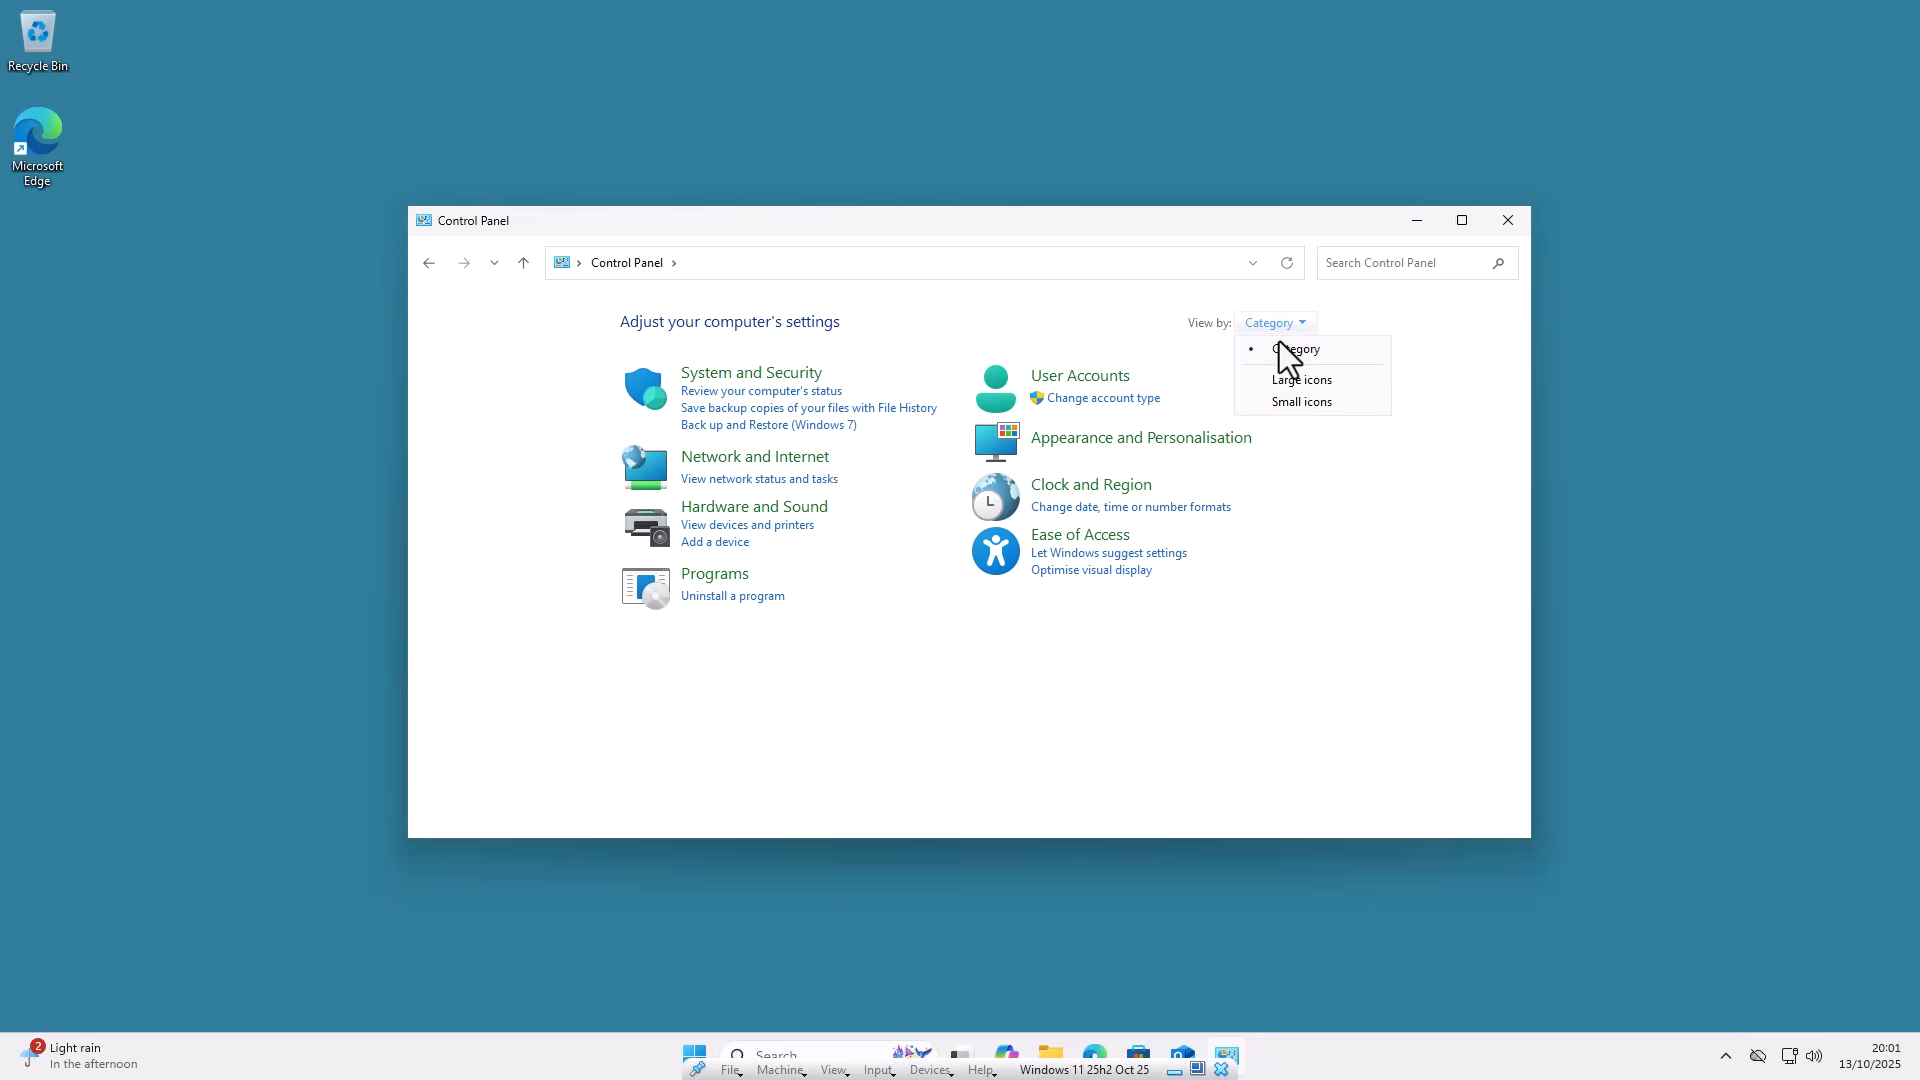 Recycle Bin
Microsoft
Edge
Control Panel
Control Panel
Search Control Panel
Adjust your computer's settings
View by: Category
Category
Large icons
Small icons
System and Security
Review your computer's status
Save backup copies of your files with File History
Back up and Restore (Windows 7)
Network and Internet
View network status and tasks
Hardware and Sound
View devices and printers
Add a device
Programs
Uninstall a program
User Accounts
Change account type
Appearance and Personalisation
Clock and Region
Change date, time or number formats
Ease of Access
Let Windows suggest settings
Optimise visual display
2
Light rain
In the afternoon
Search
File Machine View Input Devices Help Windows 11 25h2 Oct 25
20:01
13/10/2025